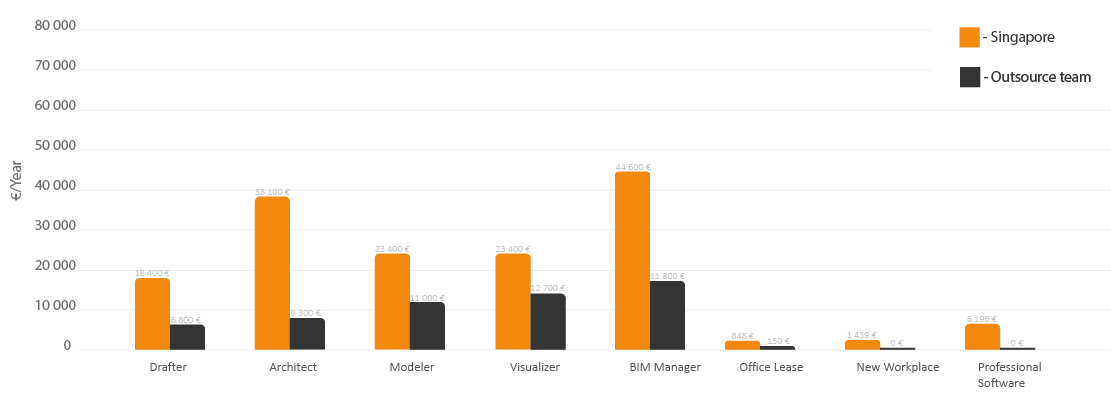 80 000
- Singapore
70 000
- Outsource team
60 000
50 000
40 000
30 000
20 000
10 000
0
€/Year
18 400 €
6 800 €
38 100 €
9 300 €
23 400 €
11 000 €
23 400 €
12 700 €
44 600 €
11 800 €
848 €
150 €
1 439 €
0 €
6 196 €
0 €
Drafter
Architect
Modeler
Visualizer
BIM Manager
Office Lease
New Workplace
Professional
Software